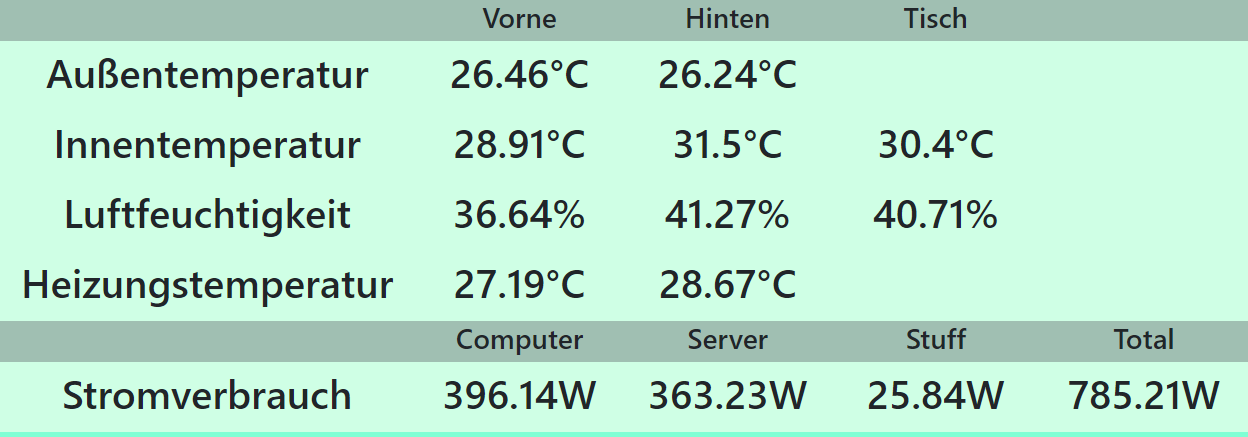 Vorne Hinten Tisch
Außentemperatur 26.46°C 26.24°C
Innentemperatur 28.91°C 31.5°C 30.4°C
Luftfeuchtigkeit 36.64% 41.27% 40.71%
Heizungstemperatur 27.19°C 28.67°C
Computer Server Stuff Total
Stromverbrauch 396.14W 363.23W 25.84W 785.21W